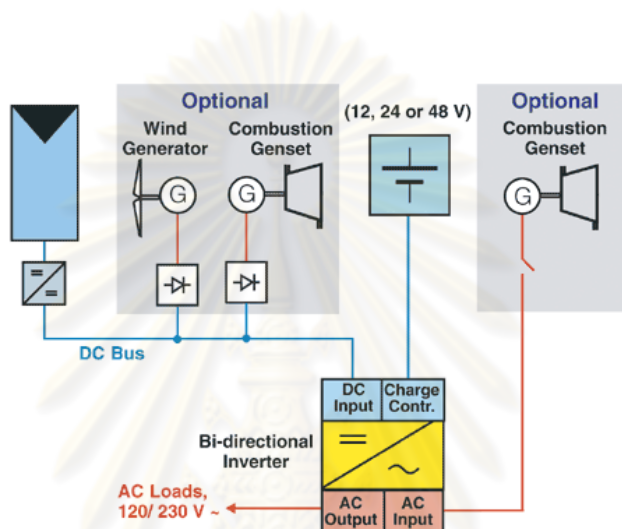 Optional
Wind
Generator
Combustion
Genset
G
G
(12, 24 or 48 V)
Optional
Combustion
Genset
G
DC Bus
DC
Input
Charge
Contr.
Bi-directional
Inverter
AC Loads,
120/ 230 V ~
AC
Output
AC
Input